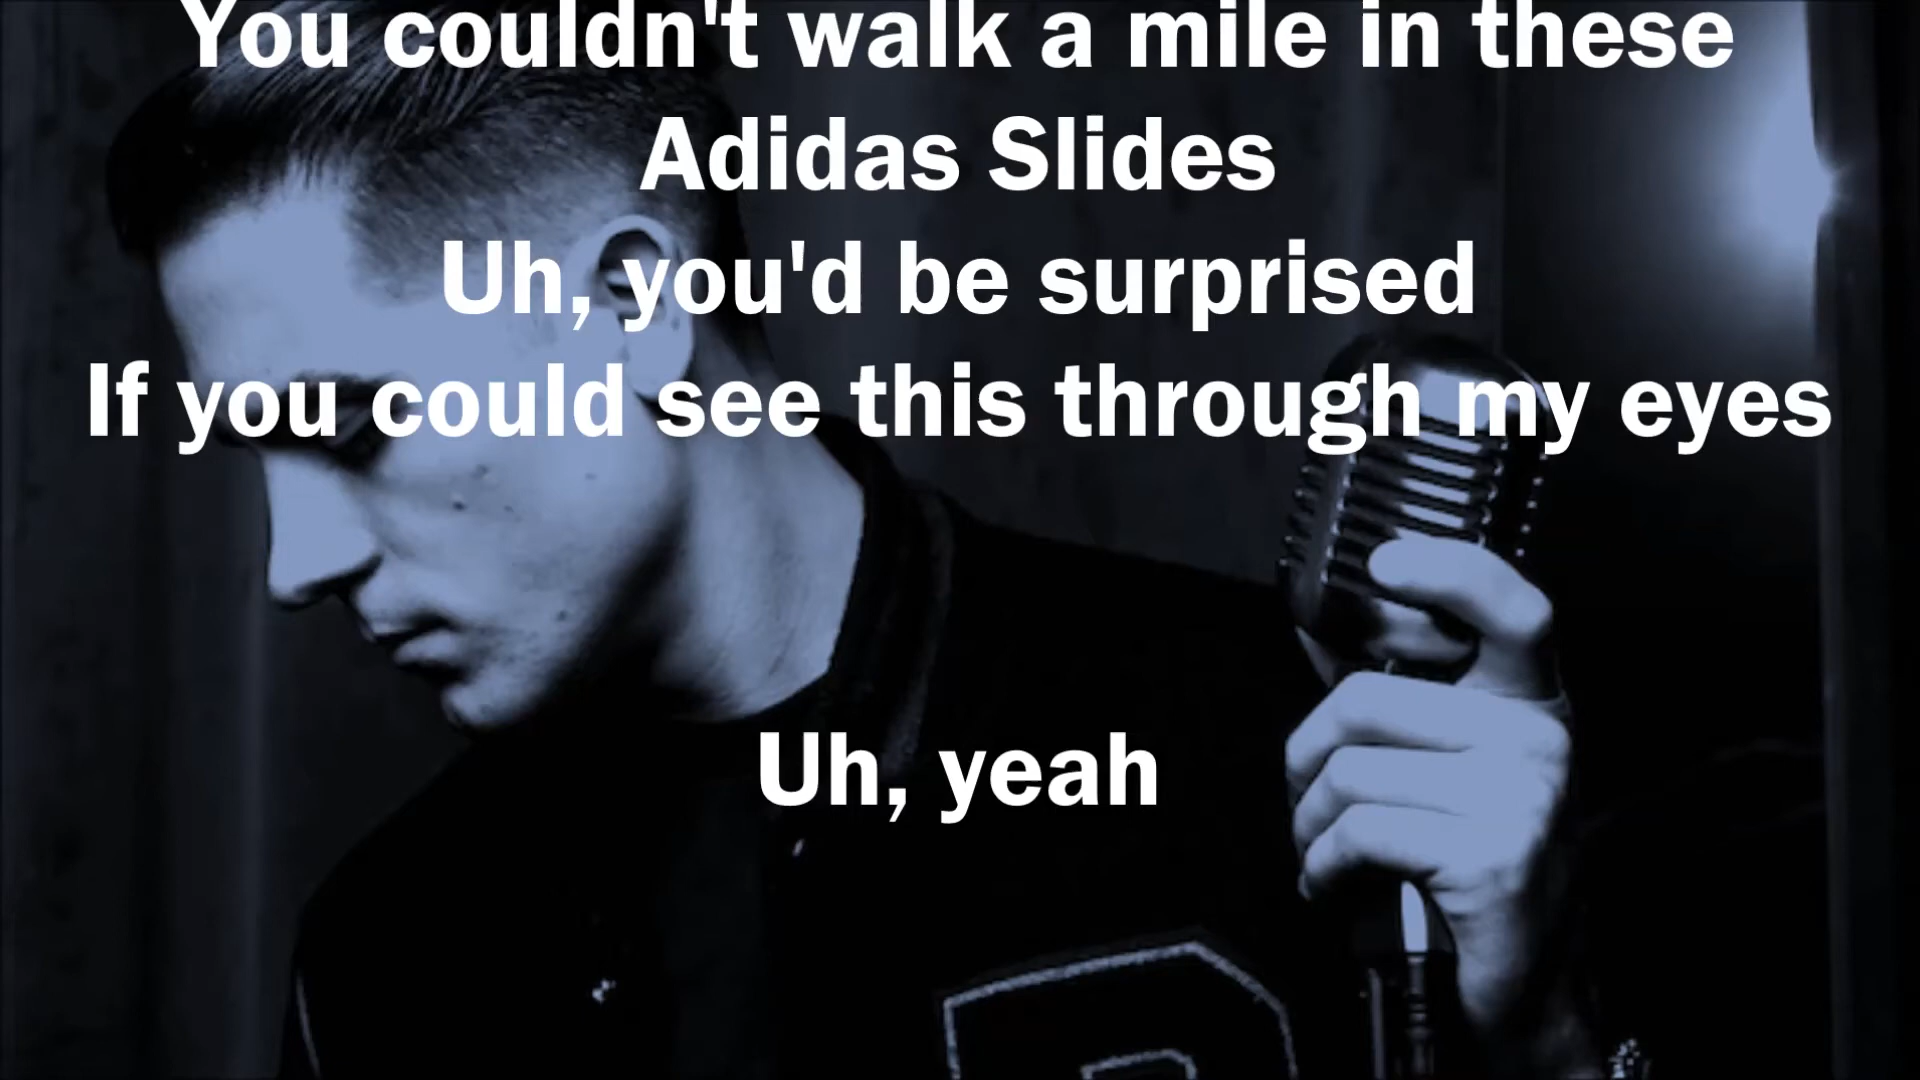 You couldn't walk a mile in these
Adidas Slides
Uh, you'd be surprised
If you could see this through my eyes
Uh, yeah